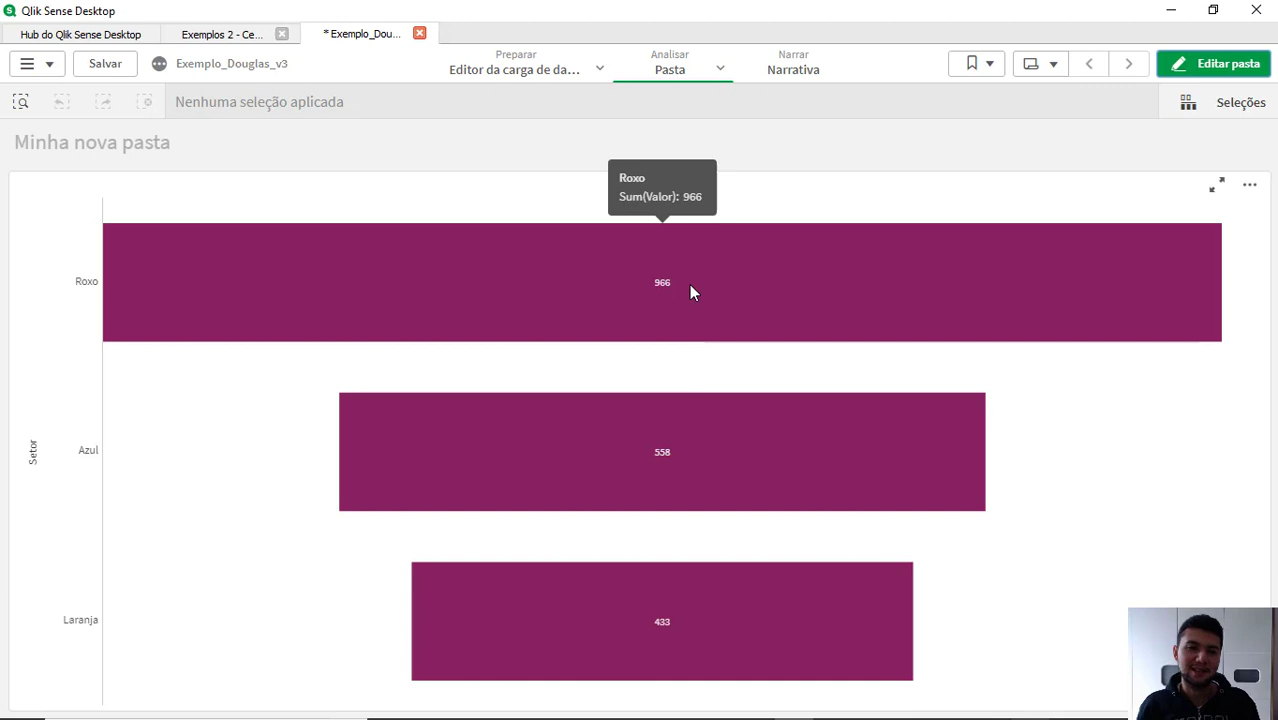 Qlik Sense Desktop
Hub do Qlik Sense Desktop
Exemplos 2 - Ce...
* Exemplo_Dou...
Salvar
Exemplo_Douglas_v3
Preparar
Editor da carga de da...
Analisar
Pasta
Narrar
Narrativa
Editar pasta
Nenhuma seleção aplicada
Seleções
Minha nova pasta
Roxo
Sum(Valor): 966
Roxo
966
Setor
Azul
558
Laranja
433